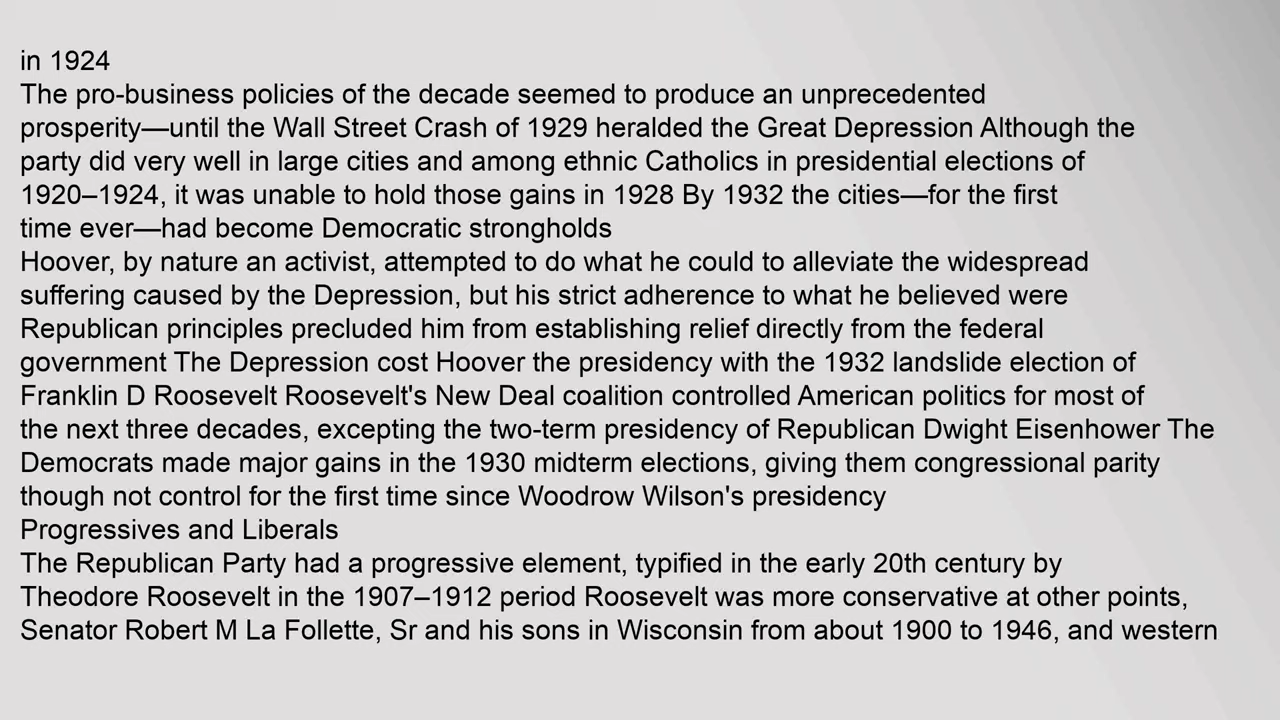 in 1924
The pro-business policies of the decade seemed to produce an unprecedented
prosperity—until the Wall Street Crash of 1929 heralded the Great Depression Although the
party did very well in large cities and among ethnic Catholics in presidential elections of
1920–1924, it was unable to hold those gains in 1928 By 1932 the cities—for the first
time ever—had become Democratic strongholds
Hoover, by nature an activist, attempted to do what he could to alleviate the widespread
suffering caused by the Depression, but his strict adherence to what he believed were
Republican principles precluded him from establishing relief directly from the federal
government The Depression cost Hoover the presidency with the 1932 landslide election of
Franklin D Roosevelt Roosevelt's New Deal coalition controlled American politics for most of
the next three decades, excepting the two-term presidency of Republican Dwight Eisenhower The
Democrats made major gains in the 1930 midterm elections, giving them congressional parity
though not control for the first time since Woodrow Wilson's presidency
Progressives and Liberals
The Republican Party had a progressive element, typified in the early 20th century by
Theodore Roosevelt in the 1907–1912 period Roosevelt was more conservative at other points,
Senator Robert M La Follette, Sr and his sons in Wisconsin from about 1900 to 1946, and western